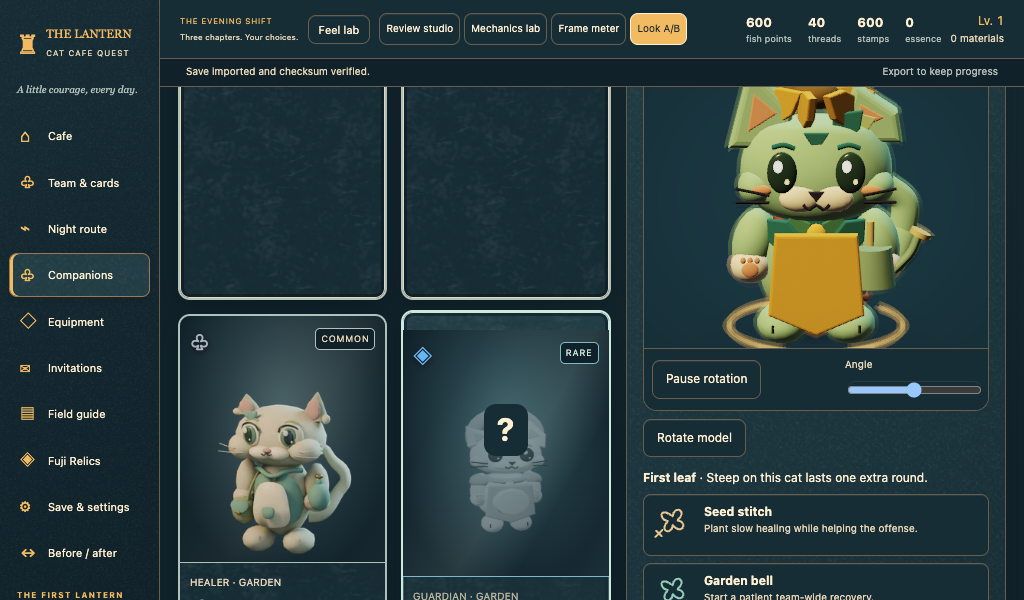 THE LANTERN
CAT CAFE QUEST
A little courage, every day.
Cafe
Team & cards
Night route
Companions
Equipment
Invitations
Field guide
Fuji Relics
Save & settings
Before / after
THE FIRST LANTERN
THE EVENING SHIFT
Three chapters. Your choices.
Feel lab
Review studio
Mechanics lab
Frame meter
Look A/B
600
fish points
40
threads
600
stamps
0
essence
Lv. 1
0 materials
Save imported and checksum verified.
Export to keep progress
COMMON
HEALER · GARDEN
RARE
?
GUARDIAN · GARDEN
Pause rotation
Angle
Rotate model
First leaf · Steep on this cat lasts one extra round.
Seed stitch
Plant slow healing while helping the offense.
Garden bell
Start a patient team-wide recovery.